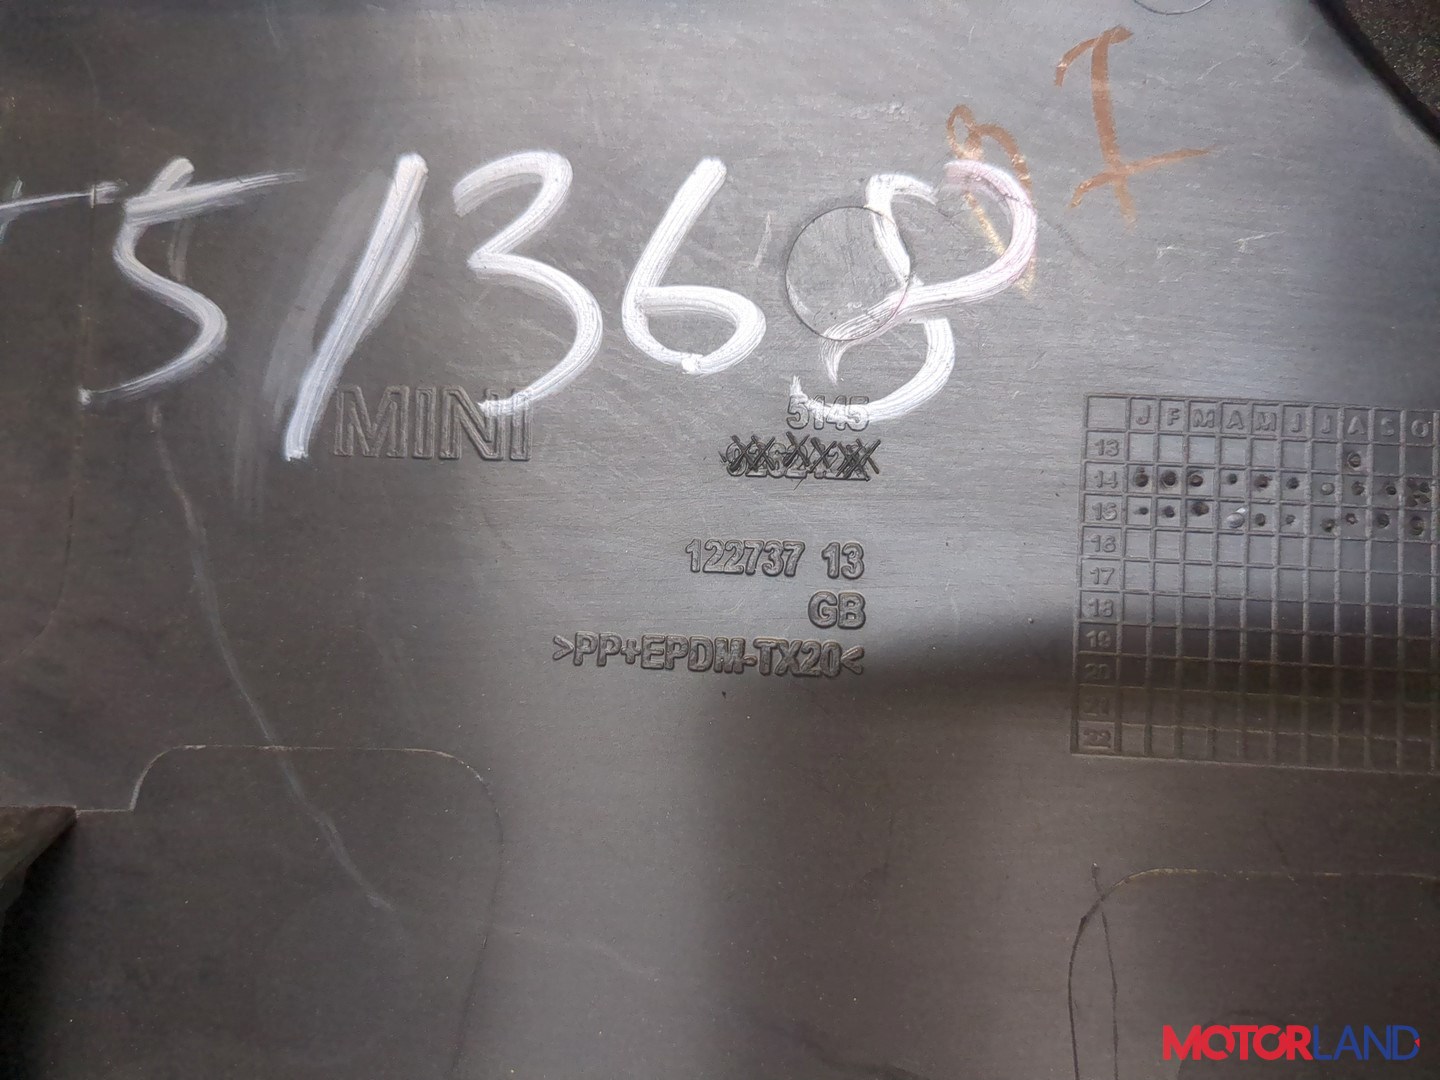 I
51368
MINI
5145
122737 13
GB
>PP+EPDM-TX20<
J F M A M J J A S O
13
14
15
16
17
18
19
20
21
22
MOTORLAND